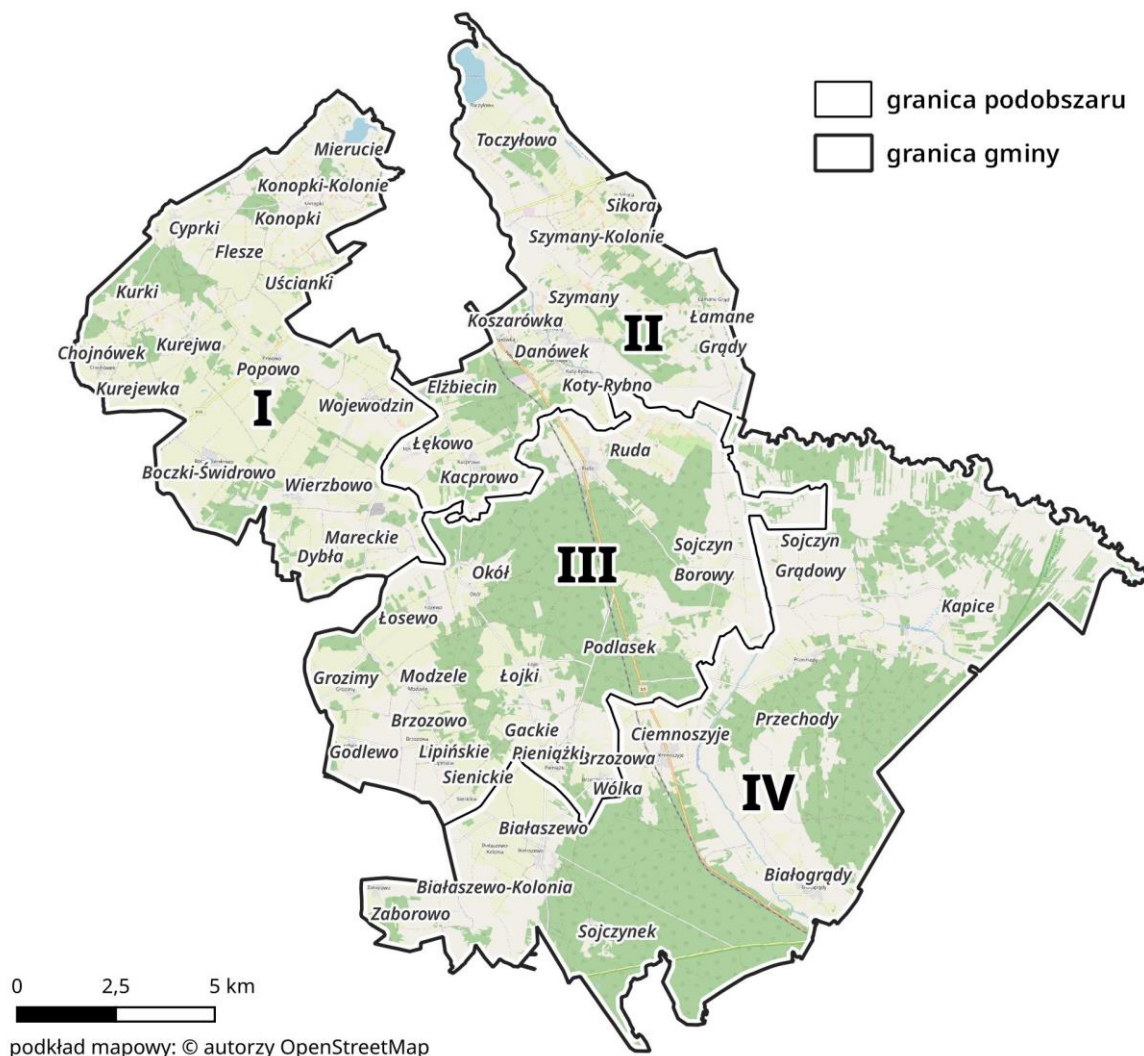 granica podobszaru
granica gminy
Toczyłowo
Mierucie
Konopki-Kolonie
Konopki
Sikora
Cyprki
Szymany-Kolonie
Flesze
Uścianki
Kurki
Szymany
Koszarówka
Łamane
Grądy
II
Kurejwa
Chojnówek
Danówek
Popowo
Kurejewka
Elżbiecin
Koty-Rybno
I
Wojewodzin
Łękowo
Ruda
Boczki-Świdrowo
Wierzbowo
Kacprowo
Mareckie
Dybła
Sojczyn
Borowy
Sojczyn
Grądowy
III
Okół
Kapice
Łosewo
Podlasek
Grozimy
Modzele
Łojki
Przechody
Brzozowo
Gackie
Ciemnoszyje
Godlewo
Lipińskie
Pieniążki
Brzozowa
Wólka
Sienickie
IV
Białaszewo
Białogrądy
Białaszewo-Kolonia
Zaborowo
Sojczynek
0 2,5 5 km
podkład mapowy: © autorzy OpenStreetMap